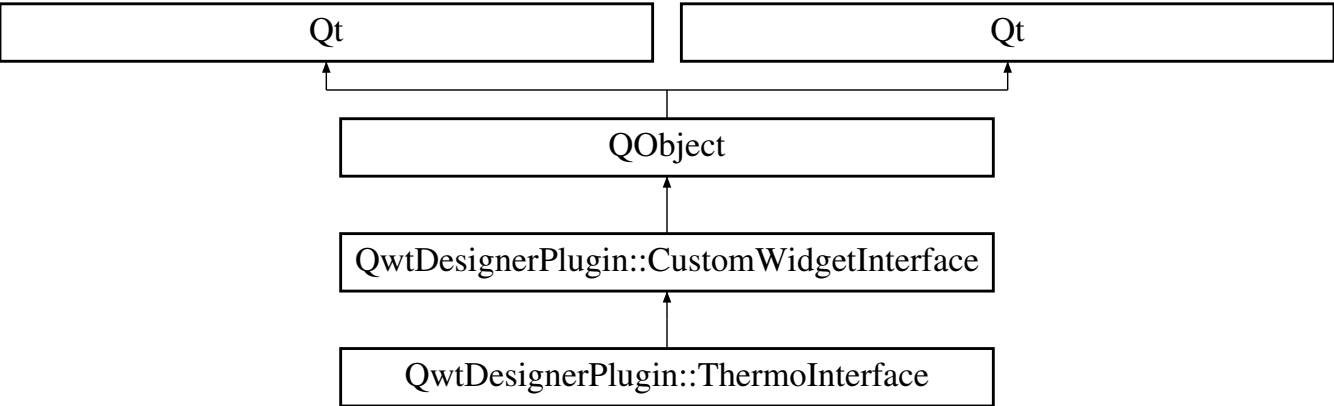 Qt
Qt
QObject
QwtDesignerPlugin::CustomWidgetInterface
QwtDesignerPlugin::ThermoInterface